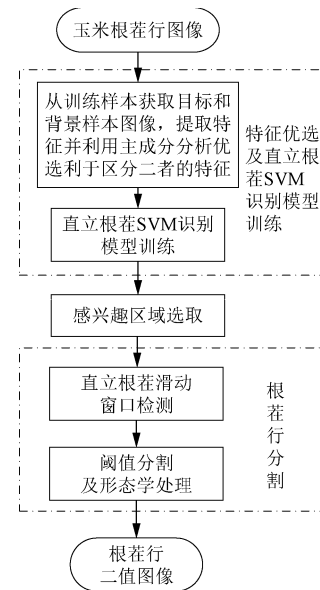 玉米根茬行图像
从训练样本获取目标和
背景样本图像，提取特
征并利用主成分分析优
选利于区分二者的特征
特征优选
及直立根
茬SVM
识别模型
训练
直立根茬SVM识别
模型训练
感兴趣区域选取
直立根茬滑动
窗口检测
根
茬
行
分
割
阈值分割
及形态学处理
根茬行
二值图像